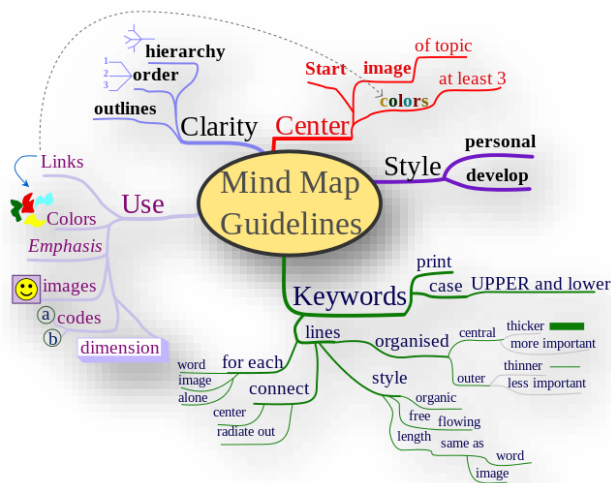 Mind Map
Guidelines
Center
Start
image
of topic
colors
at least 3
Style
personal
develop
Keywords
print
case
UPPER and lower
lines
organised
central
thicker
more important
outer
thinner
less important
style
organic
free
flowing
length
same as
word
image
connect
center
radiate out
for each
word
image
alone
Use
Links
Colors
Emphasis
images
codes
a
b
dimension
Clarity
hierarchy
order
1
2
3
outlines